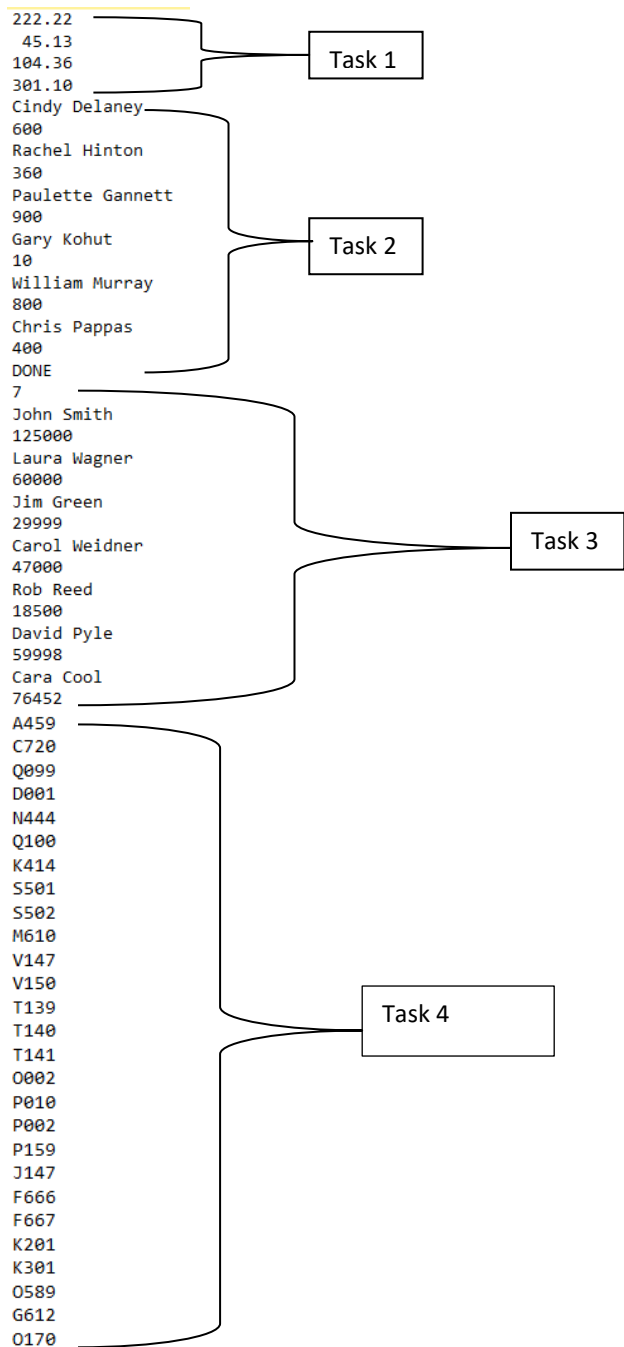 222.22
45.13
104.36
301.10
Task 1
Cindy Delaney
600
Rachel Hinton
360
Paulette Gannett
900
Gary Kohut
10
William Murray
800
Chris Pappas
400
DONE
Task 2
7
John Smith
125000
Laura Wagner
60000
Jim Green
29999
Carol Weidner
47000
Rob Reed
18500
David Pyle
59998
Cara Cool
76452
Task 3
A459
C720
Q099
D001
N444
Q100
K414
S501
S502
M610
V147
V150
T139
T140
T141
O002
P010
P002
P159
J147
F666
F667
K201
K301
O589
G612
O170
Task 4